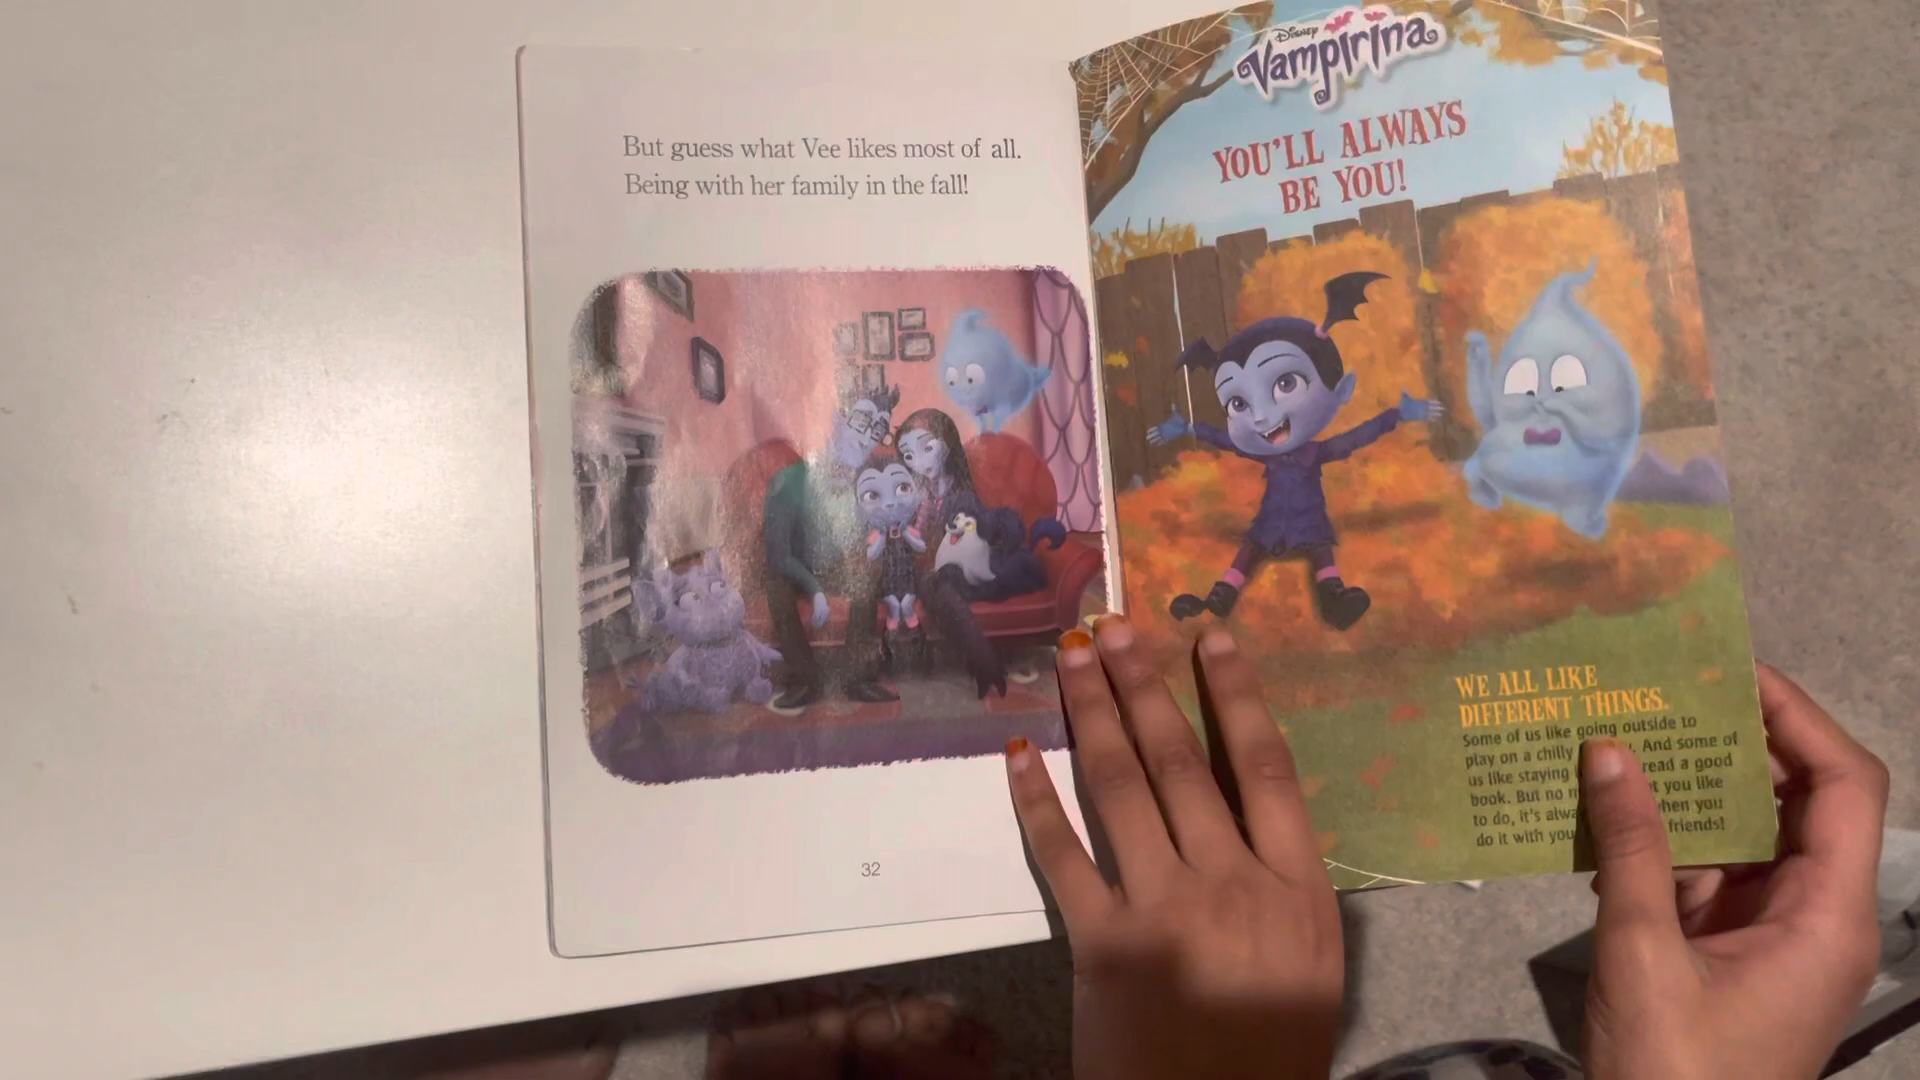 But guess what Vee likes most of all.
Being with her family in the fall!
32
Disney
Vampirina
YOU'LL ALWAYS
BE YOU!
WE ALL LIKE
DIFFERENT THINGS.
Some of us like going outside to
play on a chilly . And some of
us like staying read a good
book. But no you like
to do, it's when you
do it with friends!